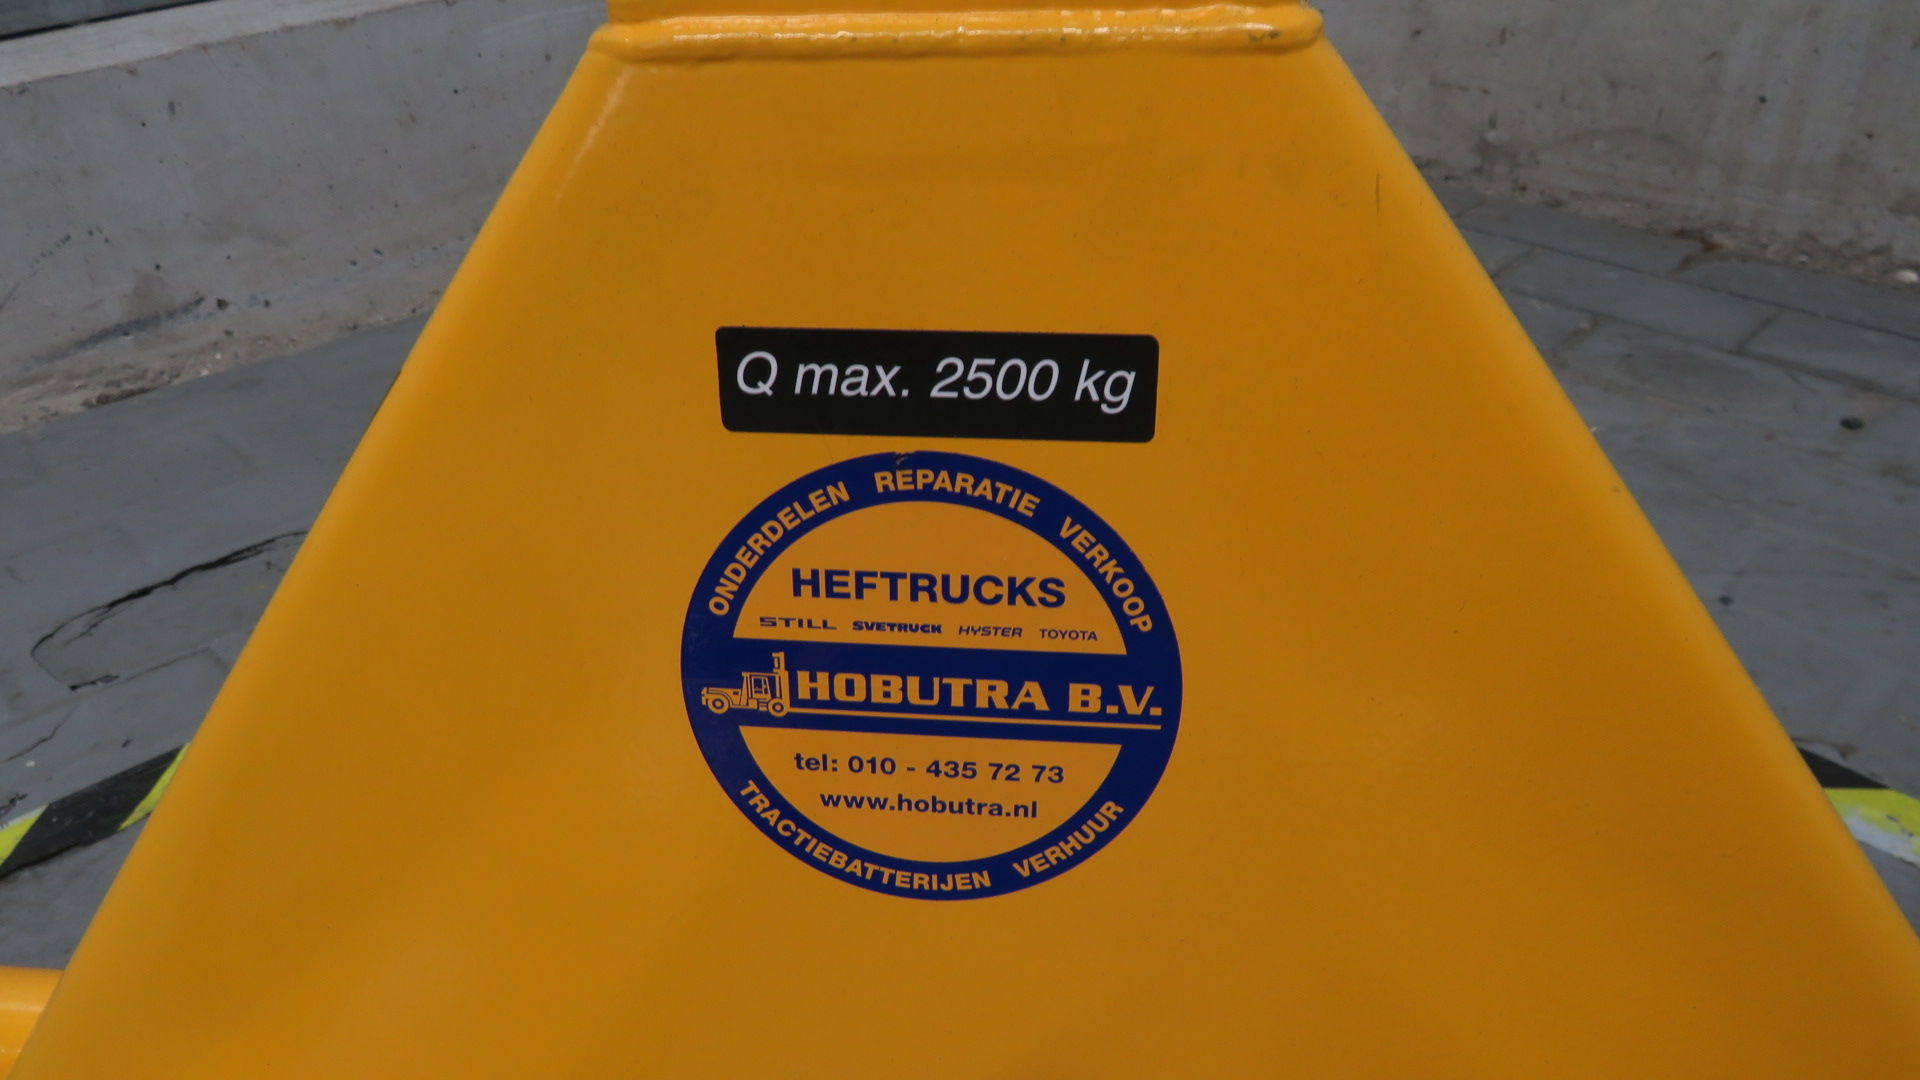 Q max. 2500 kg
ONDERDELEN REPARATIE VERKOOP
HEFTRUCKS
STILL SVETRUCK HYSTER TOYOTA
HOBUTRA B.V.
tel: 010 - 435 72 73
www.hobutra.nl
TRACTIEBATTERIJEN VERHUUR